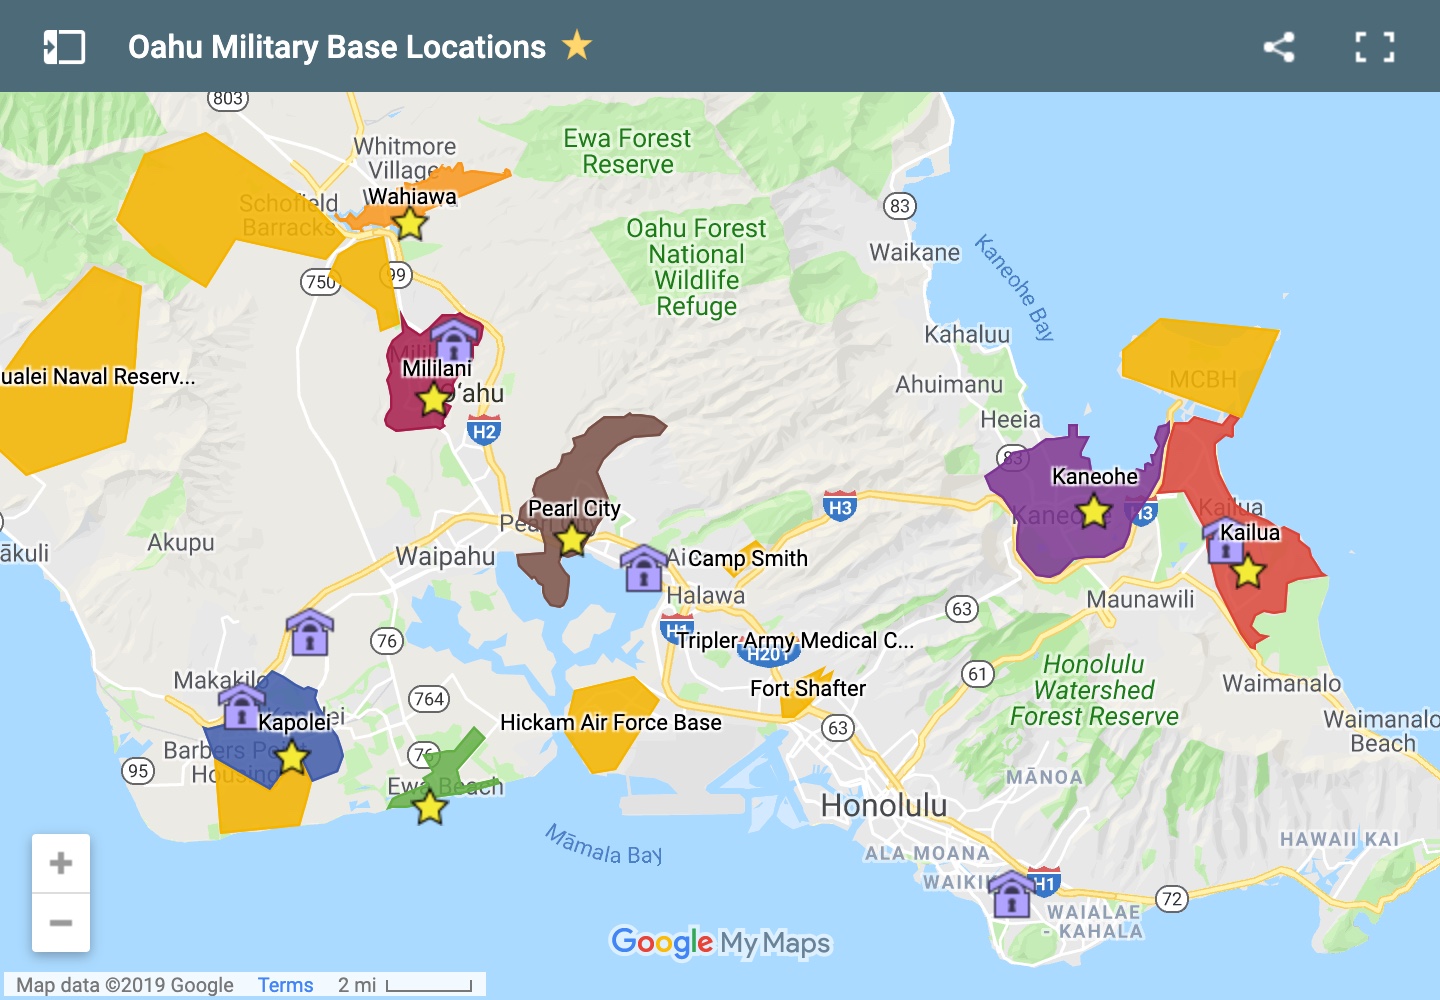 Oahu Military Base Locations
803
Whitmore
Village
Ewa Forest
Reserve
Wahiawa
Schofield
Barracks
83
Oahu Forest
National
Wildlife
Refuge
Waikane
Kaneohe Bay
750
99
Kahaluu
Mililani
ualei Naval Reserv...
MCBH
Ahuimanu
Oʻahu
Heeia
H2
83
Kaneohe
Kaneohe
H3
H3
Pearl City
Kailua
Kailua
Akupu
ākuli
Waipahu
Camp Smith
Halawa
Maunawili
63
H1
76
Tripler Army Medical C...
H201
61
Honolulu
Watershed
Forest Reserve
Makakilo
764
Fort Shafter
Waimanalo
Kapolei
Hickam Air Force Base
63
Waimanalo
Beach
Barbers Point
Housing
76
95
Ewa Beach
MĀNOA
Honolulu
Māmala Bay
HAWAII KAI
ALA MOANA
WAIKIK
H1
72
WAIALAE
- KAHALA
Google My Maps
Map data ©2019 Google Terms 2 mi